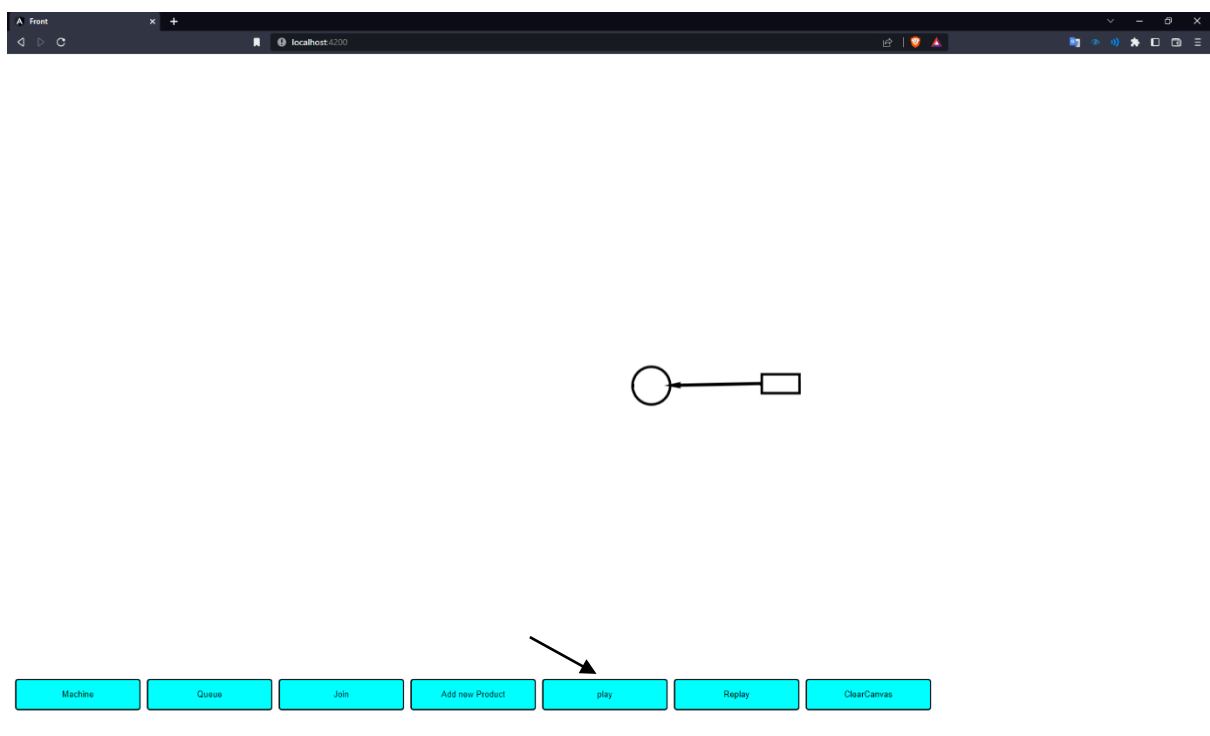 Front
localhost:4200
Machine Queue Join Add new Product play Replay ClearCanvas